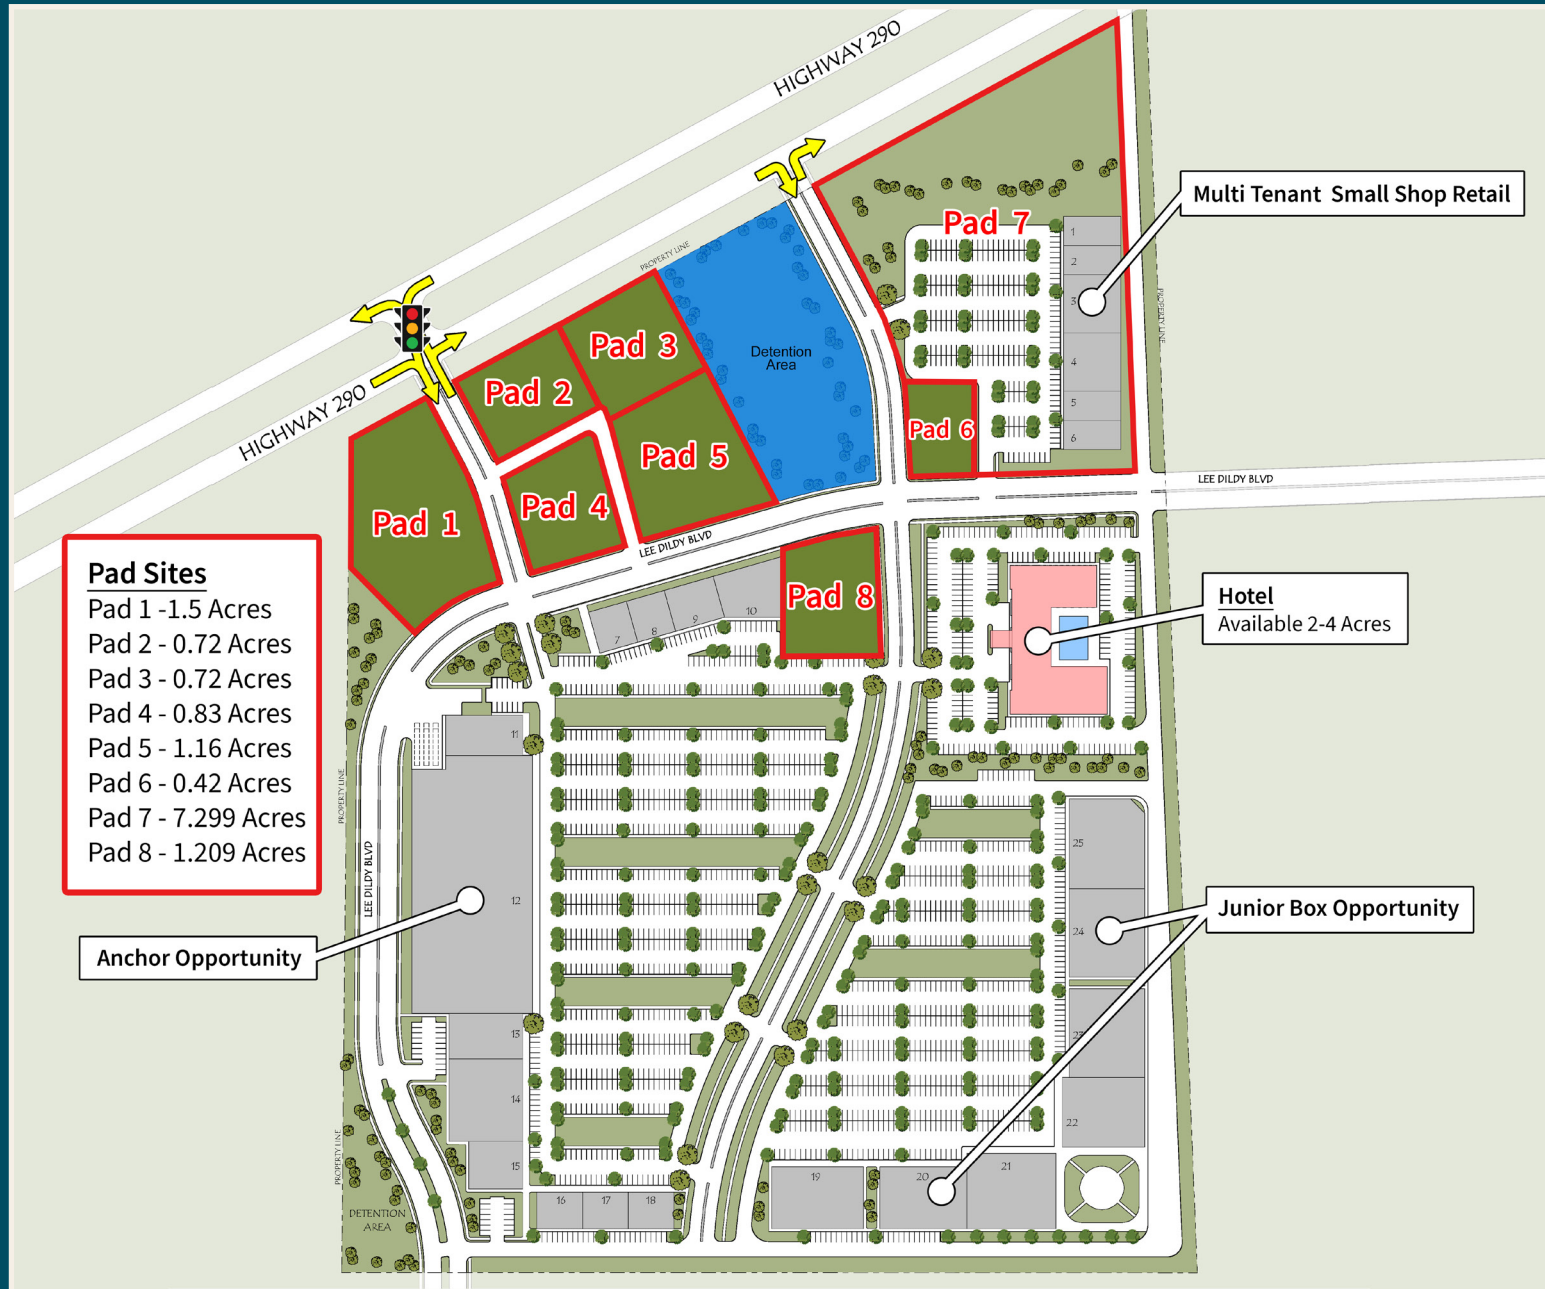 HIGHWAY 290
Multi Tenant  Small Shop Retail
Pad 7
1
2
3
4
5
6
PROPERTY LINE
PROPERTY LINE
Detention
Area
Pad 3
Pad 2
HIGHWAY 290
Pad 6
Pad 5
LEE DILDY BLVD
Pad 4
Pad 1
LEE DILDY BLVD
Pad Sites
Pad 1 -1.5 Acres
Pad 2 - 0.72 Acres
Pad 3 - 0.72 Acres
Pad 4 - 0.83 Acres
Pad 5 - 1.16 Acres
Pad 6 - 0.42 Acres
Pad 7 - 7.299 Acres
Pad 8 - 1.209 Acres
Pad 8
7
8
9
10
Hotel
Available 2-4 Acres
11
PROPERTY LINE
LEE DILDY BLVD
12
Anchor Opportunity
25
24
Junior Box Opportunity
23
22
13
14
15
PROPERTY LINE
DETENTION
AREA
16
17
18
19
20
21